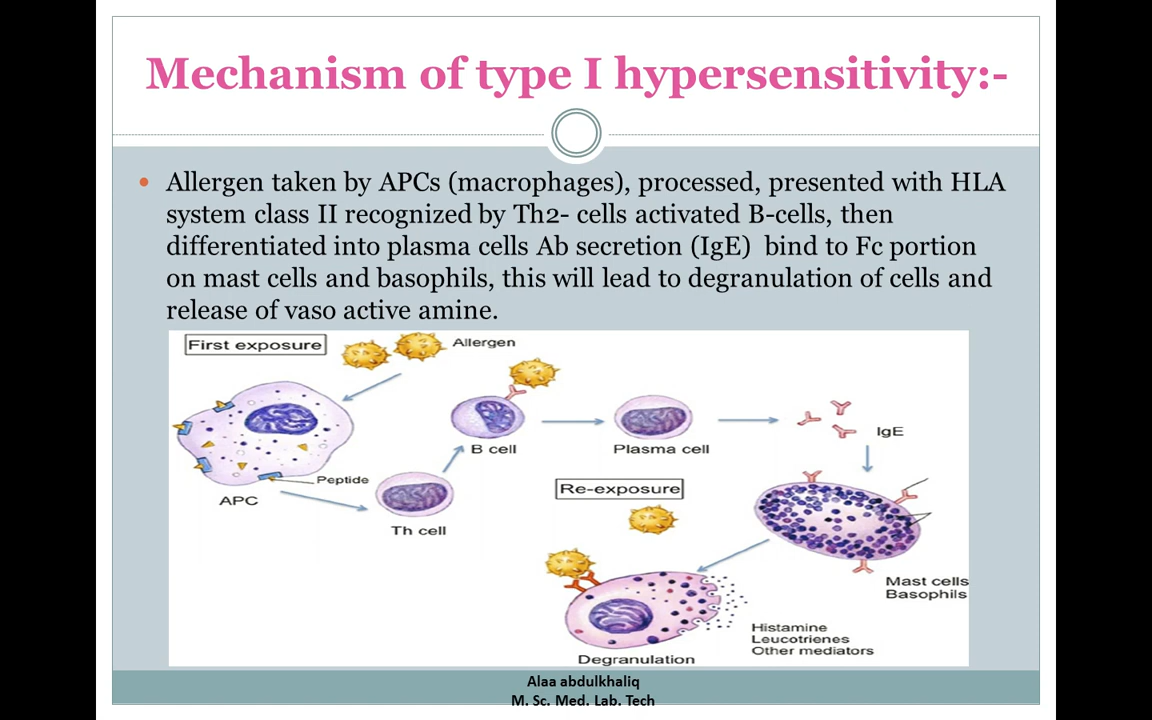 Mechanism of type I hypersensitivity:-
• Allergen taken by APCs (macrophages), processed, presented with HLA
system class II recognized by Th2- cells activated B-cells, then
differentiated into plasma cells Ab secretion (IgE) bind to Fc portion
on mast cells and basophils, this will lead to degranulation of cells and
release of vaso active amine.
First exposure
Allergen
B cell
Plasma cell
IgE
Peptide
APC
Th cell
Re-exposure
Mast cells
Basophils
Histamine
Leucotrienes
Other mediators
Degranulation
Alaa abdulkhaliq
M. Sc. Med. Lab. Tech